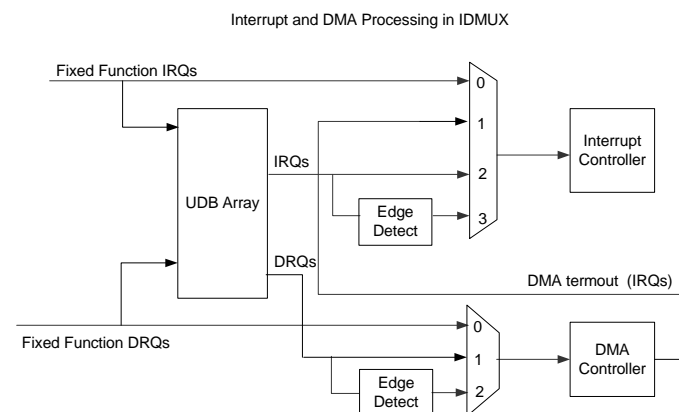 Interrupt and DMA Processing in IDMUX
Fixed Function IRQs
0
1
2
3
Interrupt
Controller
UDB Array
IRQs
Edge
Detect
DRQs
DMA termout (IRQs)
Fixed Function DRQs
0
1
2
DMA
Controller
Edge
Detect